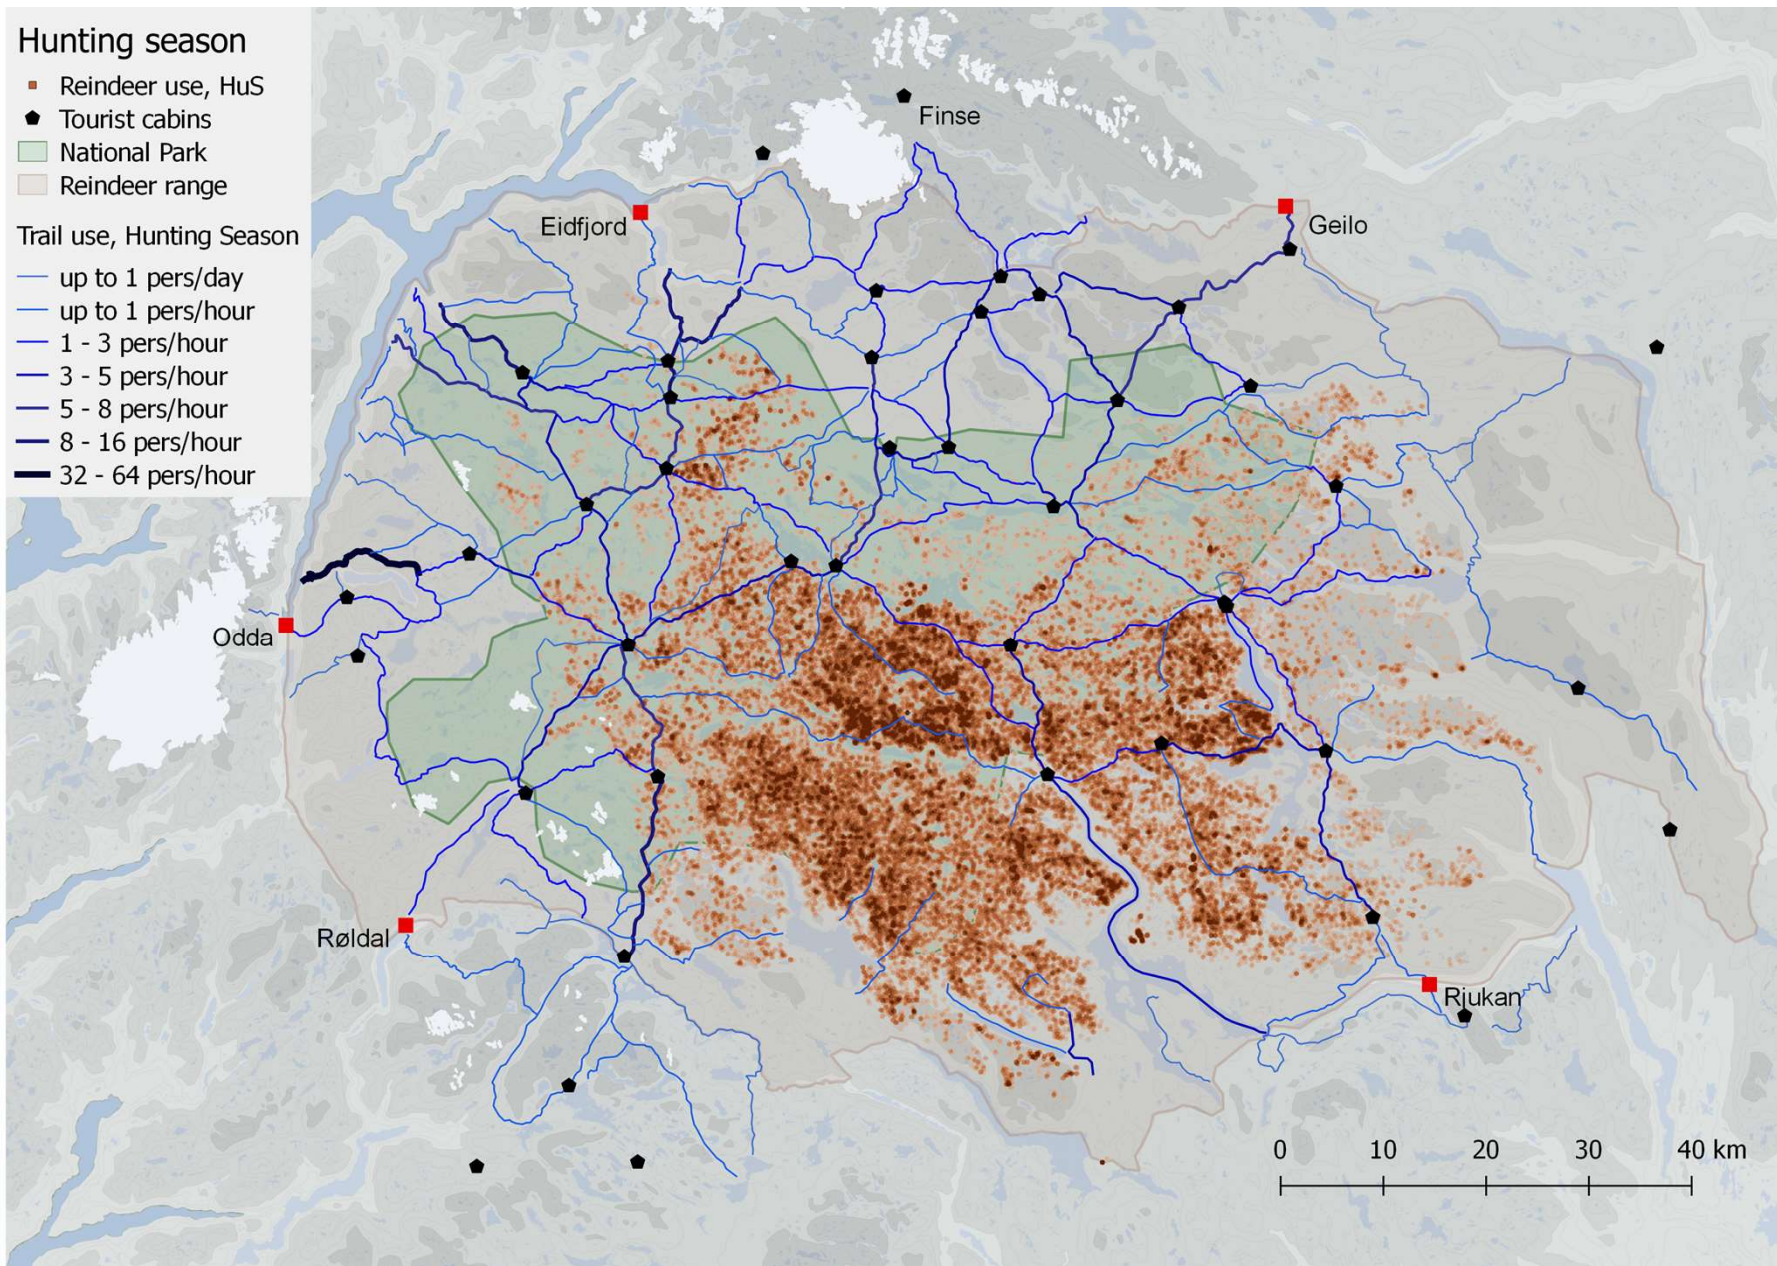 Hunting season
Reindeer use, HuS
Tourist cabins
National Park
Reindeer range
Trail use, Hunting Season
up to 1 pers/day
up to 1 pers/hour
1 - 3 pers/hour
3 - 5 pers/hour
5 - 8 pers/hour
8 - 16 pers/hour
32 - 64 pers/hour
Finse
Eidfjord
Geilo
Odda
Røldal
Rjukan
0 10 20 30 40 km